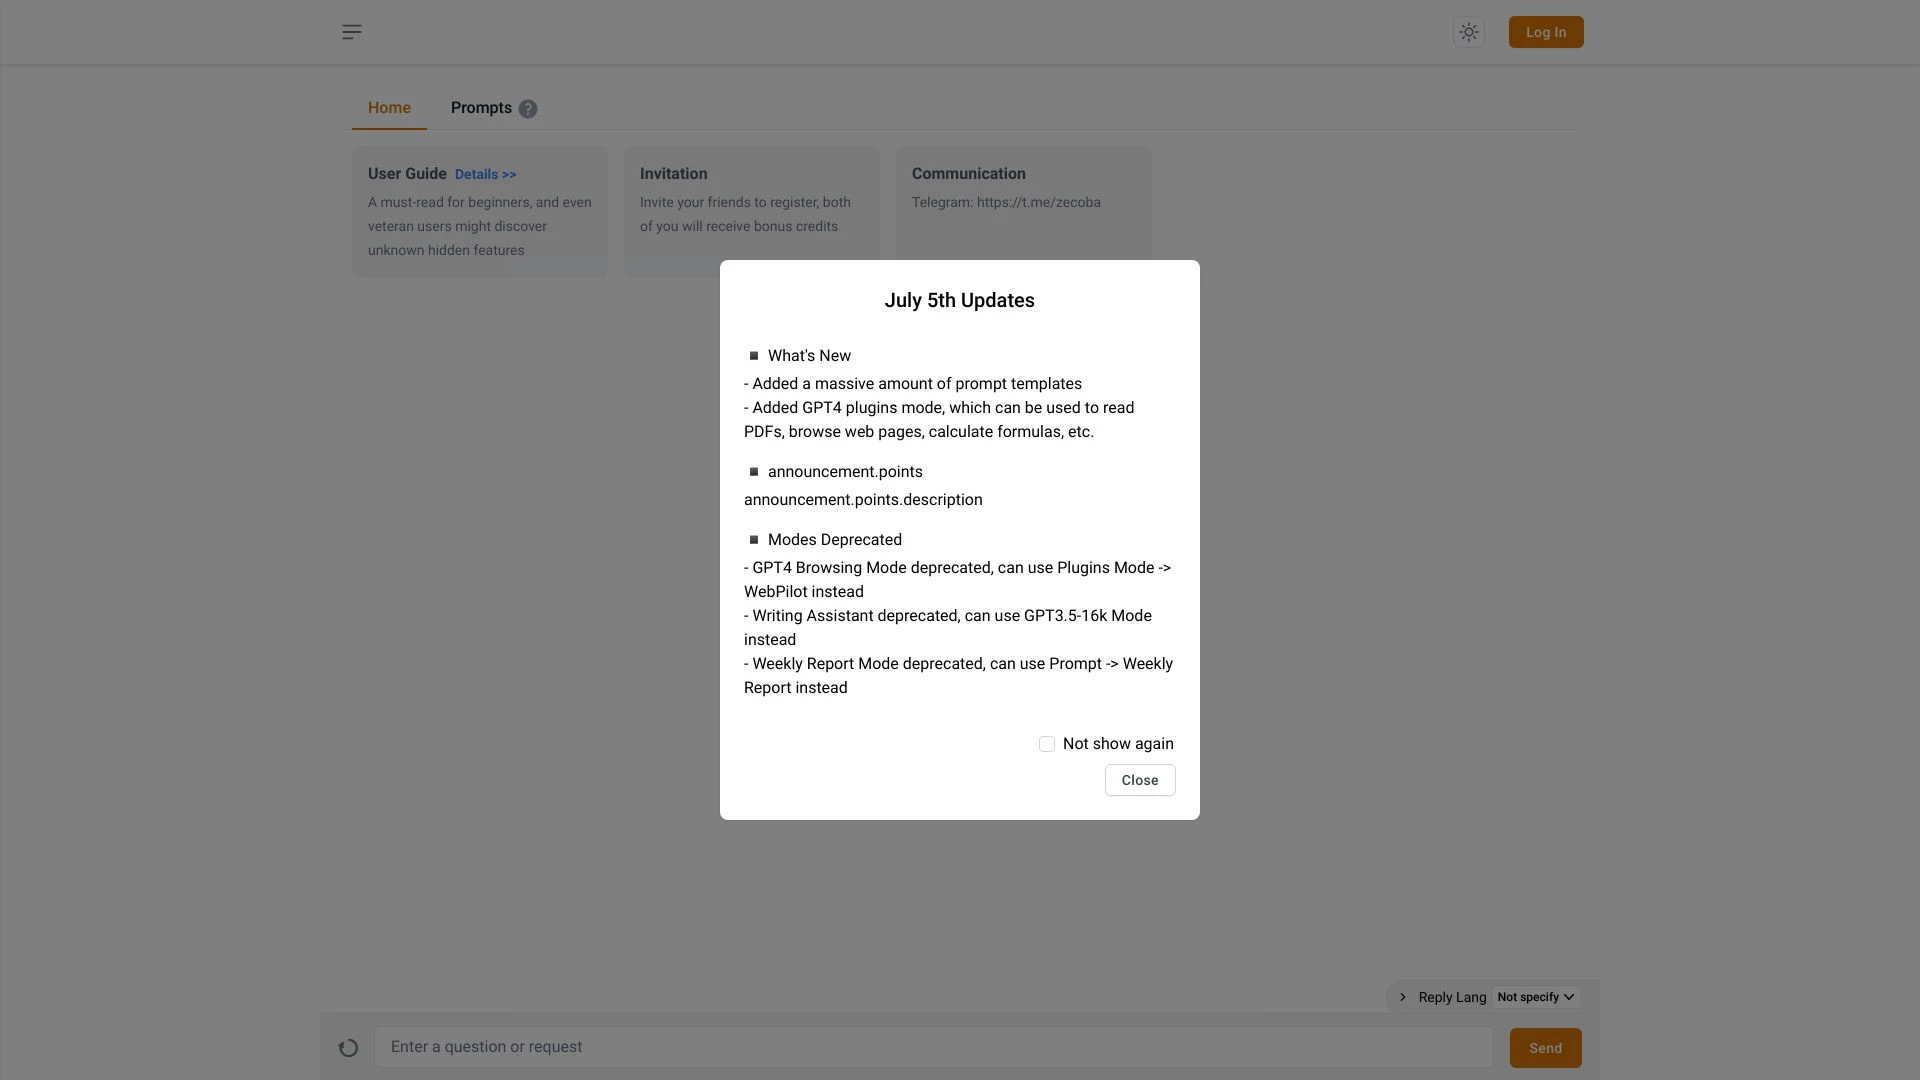 Log In
Home
Prompts ?
User Guide Details >>
A must-read for beginners, and even
veteran users might discover
unknown hidden features
Invitation
Invite your friends to register, both
of you will receive bonus credits
Communication
Telegram: https://t.me/zecoba
July 5th Updates
◾ What's New
- Added a massive amount of prompt templates
- Added GPT4 plugins mode, which can be used to read
PDFs, browse web pages, calculate formulas, etc.
◾ announcement.points
announcement.points.description
◾ Modes Deprecated
- GPT4 Browsing Mode deprecated, can use Plugins Mode ->
WebPilot instead
- Writing Assistant deprecated, can use GPT3.5-16k Mode
instead
- Weekly Report Mode deprecated, can use Prompt -> Weekly
Report instead
Not show again
Close
Reply Lang Not specify
Enter a question or request
Send